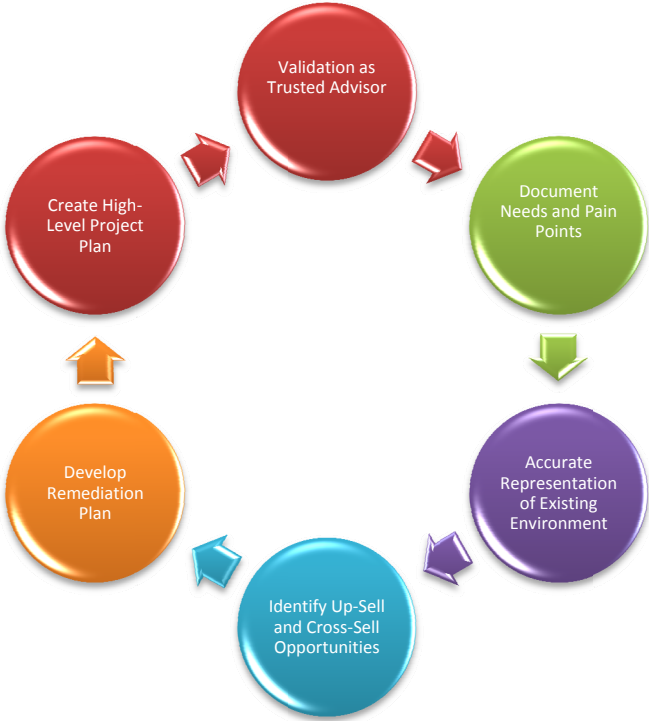 Validation as
Trusted Advisor
Document
Needs and Pain
Points
Accurate
Representation
of Existing
Environment
Identify Up-Sell
and Cross-Sell
Opportunities
Develop
Remediation
Plan
Create High-
Level Project
Plan